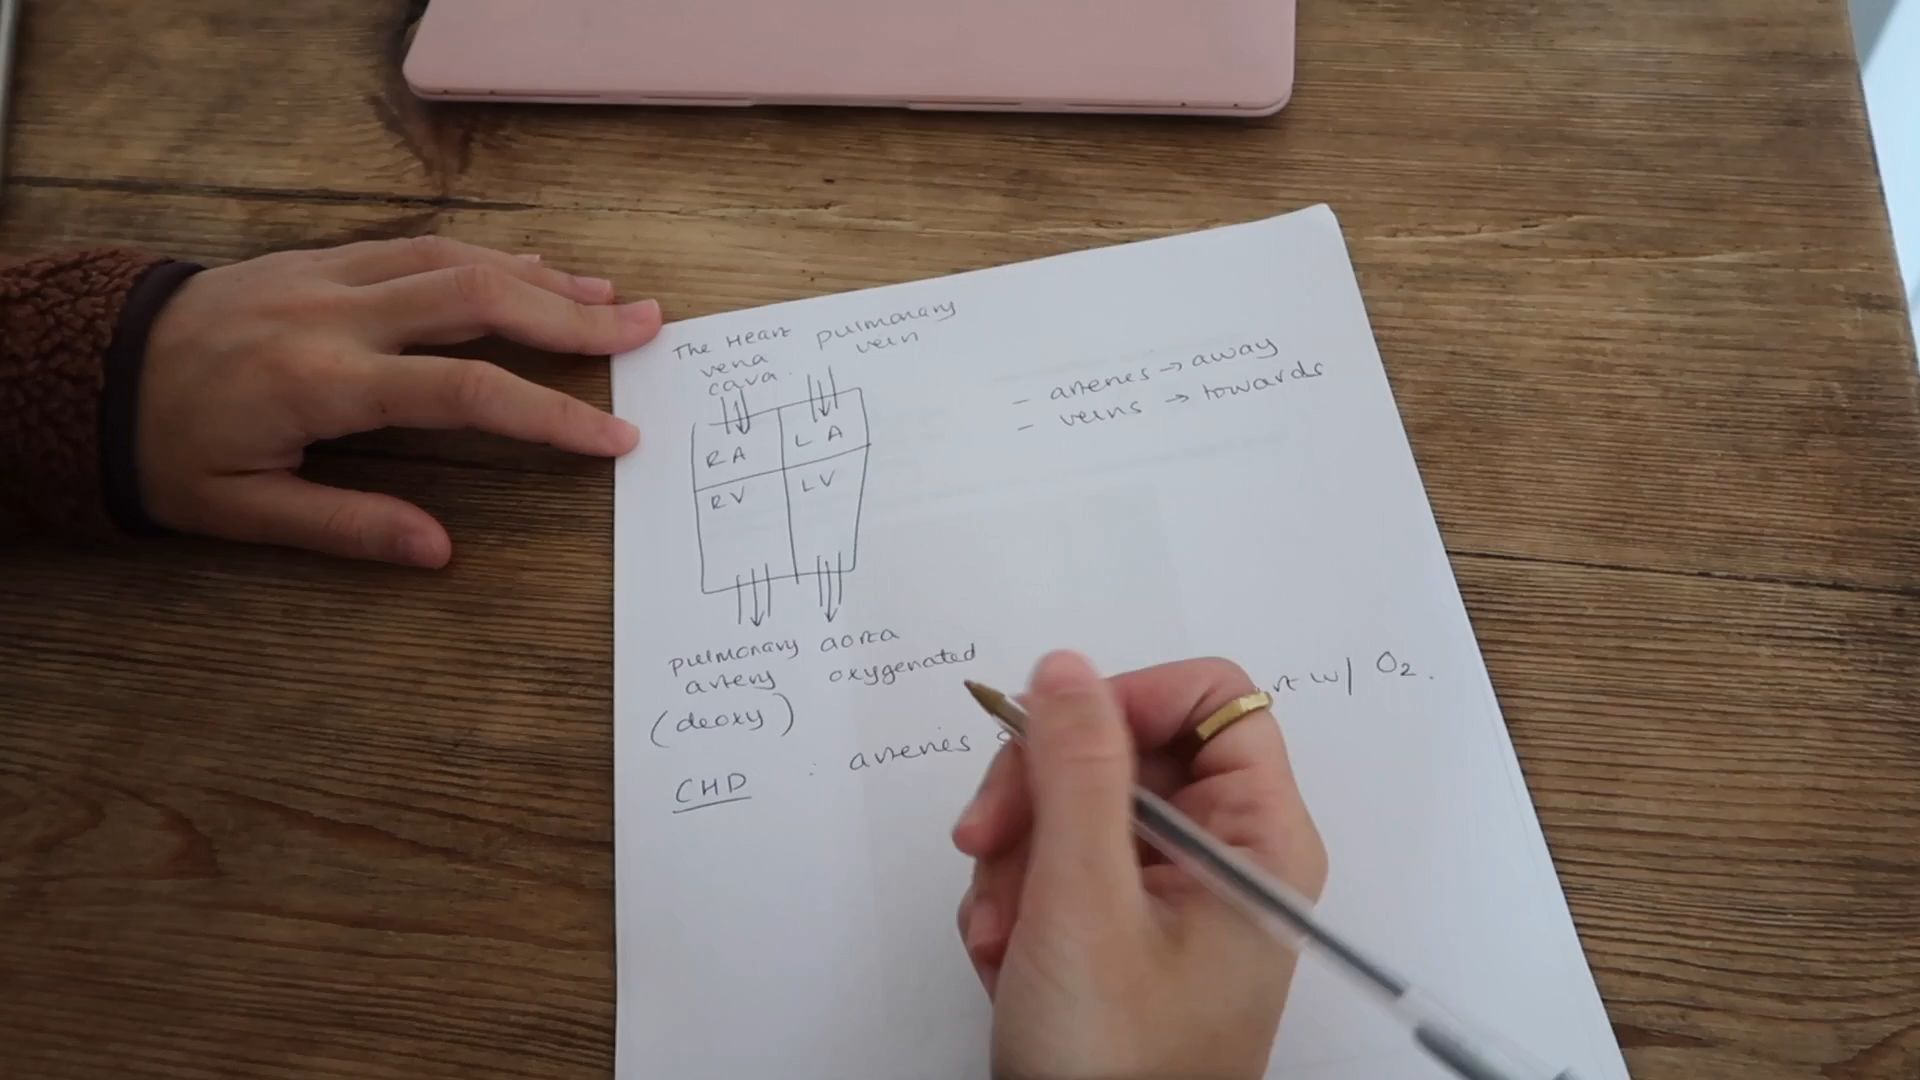 The Heart
vena
cava.
pulmonary
vein
RA
LA
RV
LV
- arteries → away
- veins → towards
pulmonary
artery
(deoxy)
aorta
oxygenated
CHD : arteries
w/ O₂.